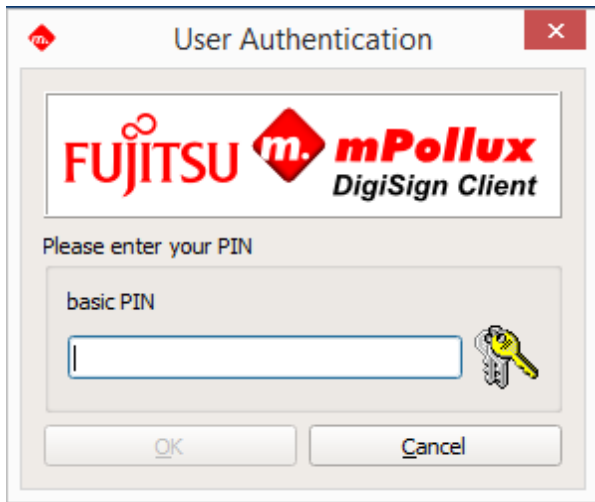 User Authentication
FUJITSU m. mPollux
DigiSign Client
Please enter your PIN
basic PIN
OK Cancel